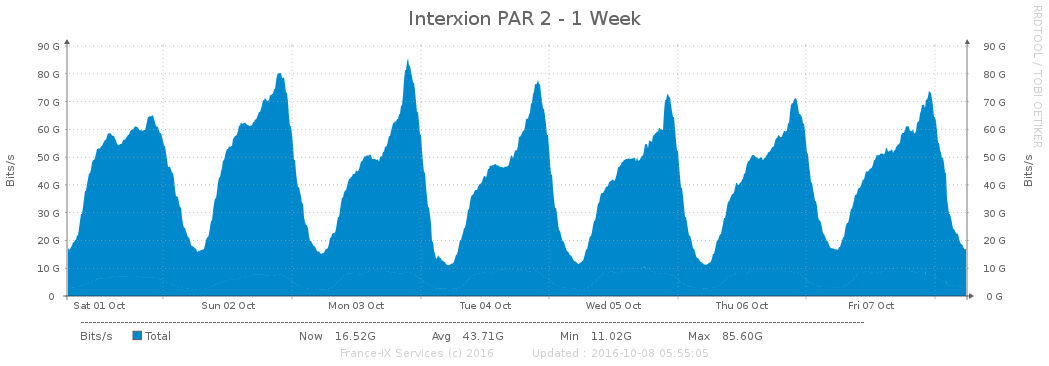 Interxion PAR 2 - 1 Week
RRDTOOL / TOBI OETIKER
90 G 90 G
80 G 80 G
70 G 70 G
60 G 60 G
50 G 50 G
40 G 40 G
30 G 30 G
20 G 20 G
10 G 10 G
0 0 G
Bits/s
Bits/s
Sat 01 Oct Sun 02 Oct Mon 03 Oct Tue 04 Oct Wed 05 Oct Thu 06 Oct Fri 07 Oct
Bits/s Total Now 16.52G Avg 43.71G Min 11.02G Max 85.60G
France-IX Services (c) 2016 Updated : 2016-10-08 05:55:05